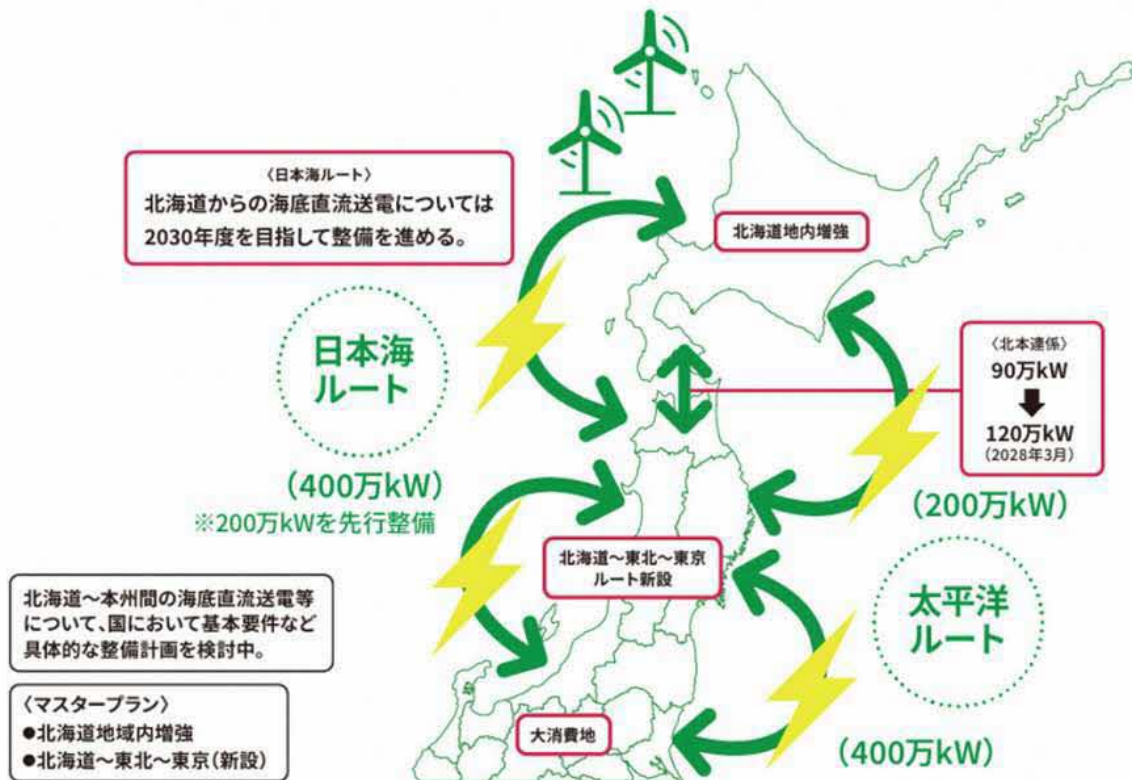 〈日本海ルート〉
北海道からの海底直流送電については
2030年度を目指して整備を進める。
北海道地内増強
日本海
ルート
〈北本連係〉
90万kW
120万kW
(2028年3月)
(400万kW)
※200万kWを先行整備
(200万kW)
北海道～東北～東京
ルート新設
太平洋
ルート
北海道～本州間の海底直流送電等
について、国において基本要件など
具体的な整備計画を検討中。
〈マスタープラン〉
●北海道地域内増強
●北海道～東北～東京(新設)
大消費地
(400万kW)